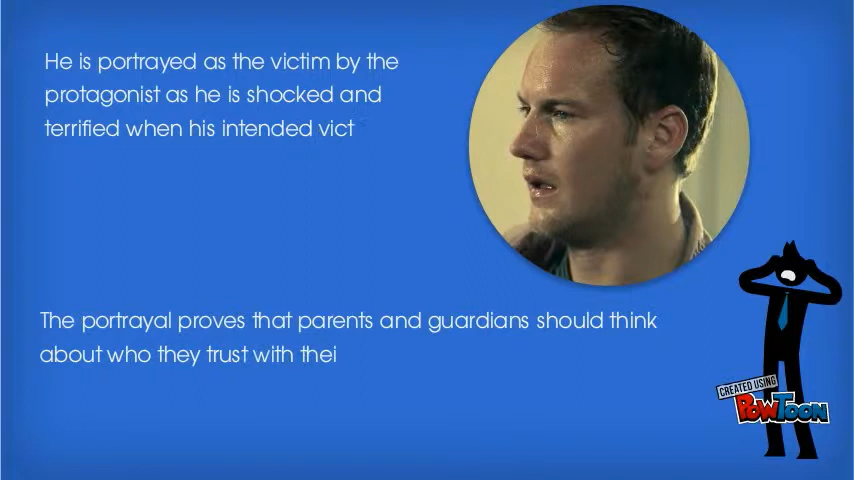 He is portrayed as the victim by the
protagonist as he is shocked and
terrified when his intended vict
The portrayal proves that parents and guardians should think
about who they trust with thei
CREATED USING
POWTOON